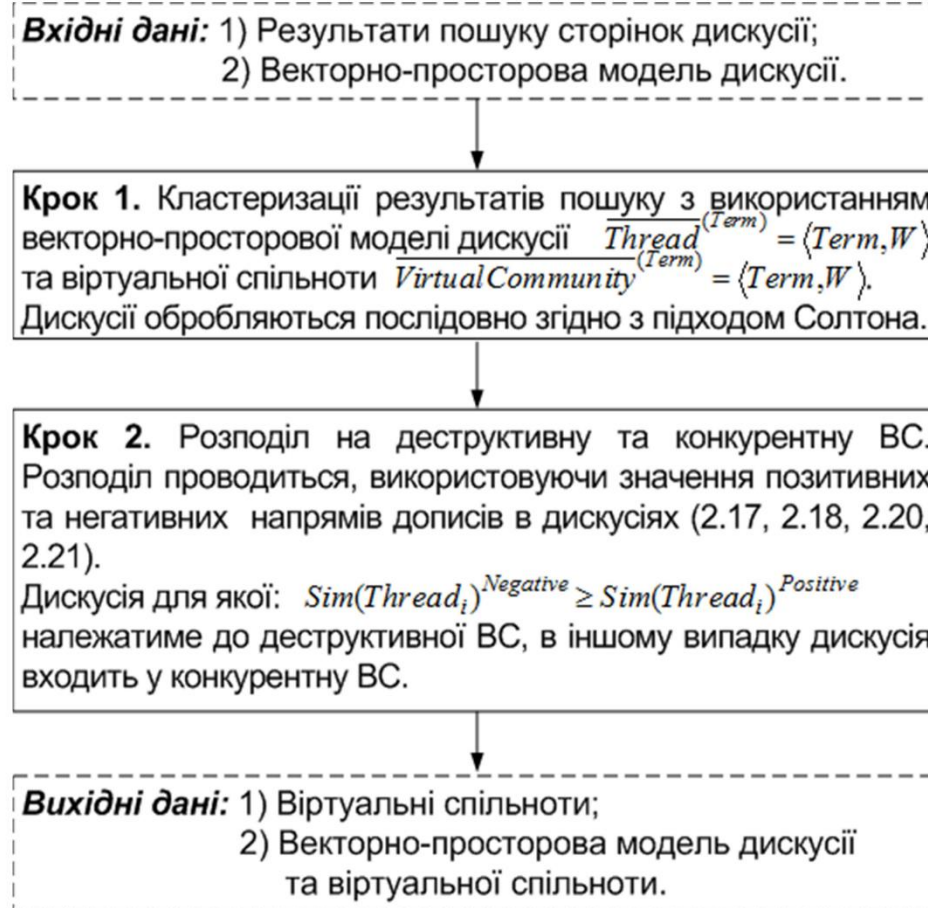 Вхідні дані: 1) Результати пошуку сторінок дискусії;
2) Векторно-просторова модель дискусії.
Крок 1. Кластеризації результатів пошуку з використанням
векторно-просторової моделі дискусії Thread^(Term) = ⟨Term,W⟩
та віртуальної спільноти Virtual Community^(Term) = ⟨Term,W⟩.
Дискусії обробляються послідовно згідно з підходом Солтона.
Крок 2. Розподіл на деструктивну та конкурентну ВС.
Розподіл проводиться, використовуючи значення позитивних
та негативних напрямів дописів в дискусіях (2.17, 2.18, 2.20,
2.21).
Дискусія для якої: Sim(Thread_i)^Negative ≥ Sim(Thread_i)^Positive
належатиме до деструктивної ВС, в іншому випадку дискусія
входить у конкурентну ВС.
Вихідні дані: 1) Віртуальні спільноти;
2) Векторно-просторова модель дискусії
та віртуальної спільноти.